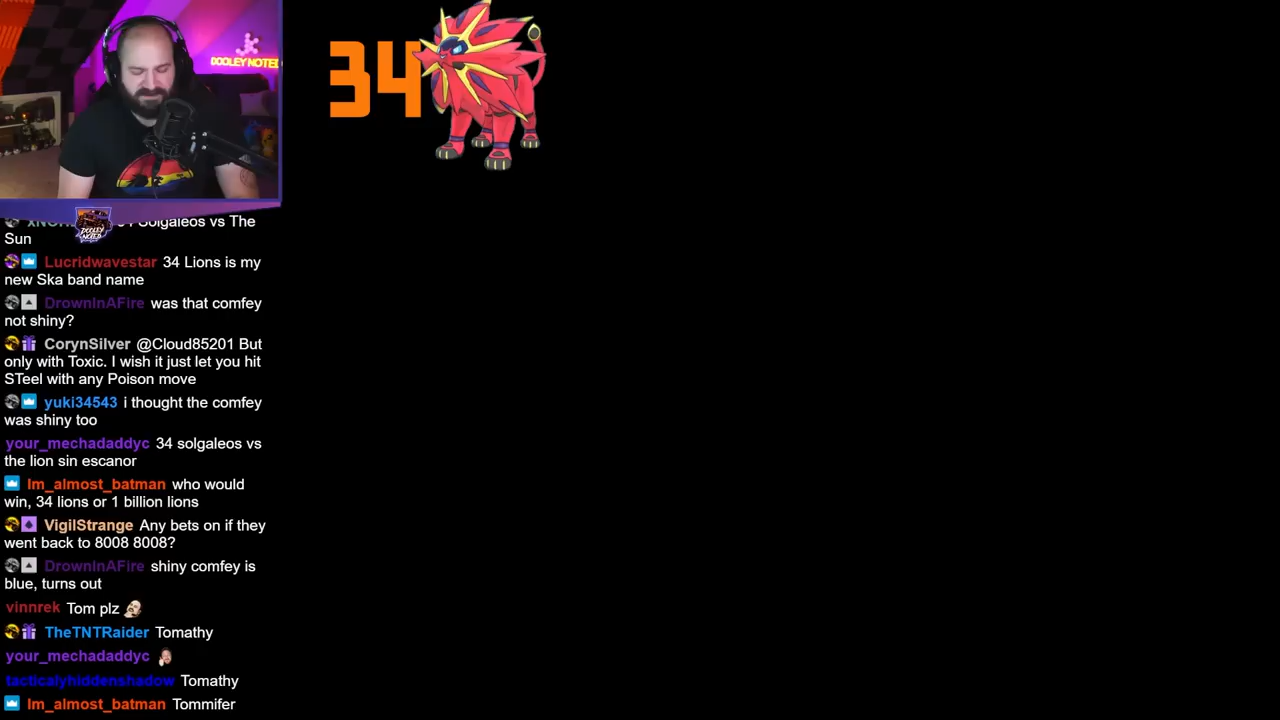 DOOLEY NOTED
34
DOOLEY
NOTED
Solgaleos vs The
Sun
Lucridwavestar 34 Lions is my
new Ska band name
DrownInAFire was that comfey
not shiny?
CorynSilver @Cloud85201 But
only with Toxic. I wish it just let you hit
STeel with any Poison move
yuki34543 i thought the comfey
was shiny too
your_mechadaddyc 34 solgaleos vs
the lion sin escanor
Im_almost_batman who would
win, 34 lions or 1 billion lions
VigilStrange Any bets on if they
went back to 8008 8008?
DrownInAFire shiny comfey is
blue, turns out
vinnrek Tom plz
TheTNTRaider Tomathy
your_mechadaddyc
tacticalyhiddenshadow Tomathy
Im_almost_batman Tommifer